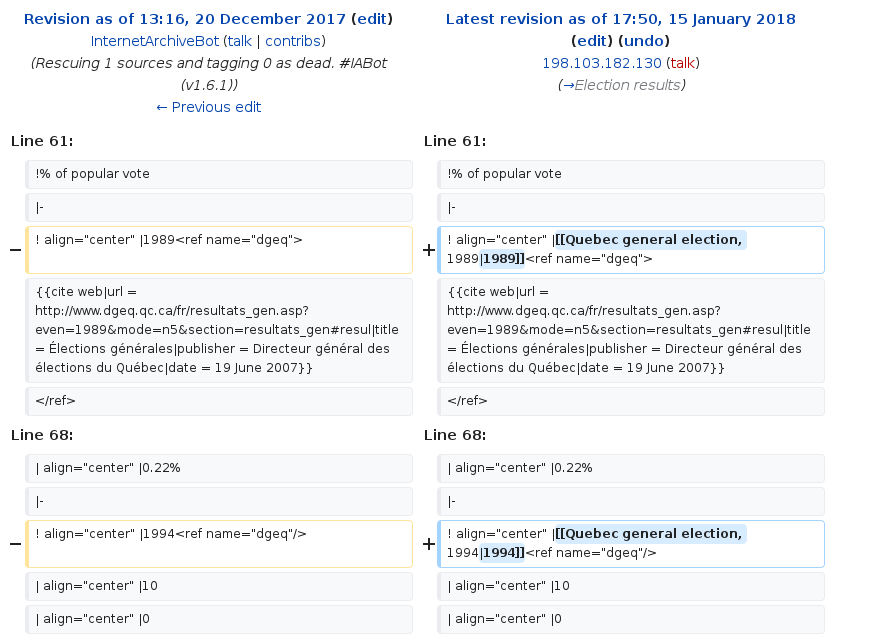 Revision as of 13:16, 20 December 2017 (edit)
InternetArchiveBot (talk | contribs)
(Rescuing 1 sources and tagging 0 as dead. #IABot
(v1.6.1))
← Previous edit
Latest revision as of 17:50, 15 January 2018
(edit) (undo)
198.103.182.130 (talk)
(→Election results)
Line 61:
Line 61:
!% of popular vote
!% of popular vote
|-
|-
− ! align="center" |1989<ref name="dgeq">
+ ! align="center" |[[Quebec general election,
1989|1989]]<ref name="dgeq">
{{cite web|url =
http://www.dgeq.qc.ca/fr/resultats_gen.asp?
even=1989&mode=n5&section=resultats_gen#resul|title
= Élections générales|publisher = Directeur général des
élections du Québec|date = 19 June 2007}}
{{cite web|url =
http://www.dgeq.qc.ca/fr/resultats_gen.asp?
even=1989&mode=n5&section=resultats_gen#resul|title
= Élections générales|publisher = Directeur général des
élections du Québec|date = 19 June 2007}}
</ref>
</ref>
Line 68:
Line 68:
| align="center" |0.22%
| align="center" |0.22%
|-
|-
− ! align="center" |1994<ref name="dgeq"/>
+ ! align="center" |[[Quebec general election,
1994|1994]]<ref name="dgeq"/>
| align="center" |10
| align="center" |10
| align="center" |0
| align="center" |0